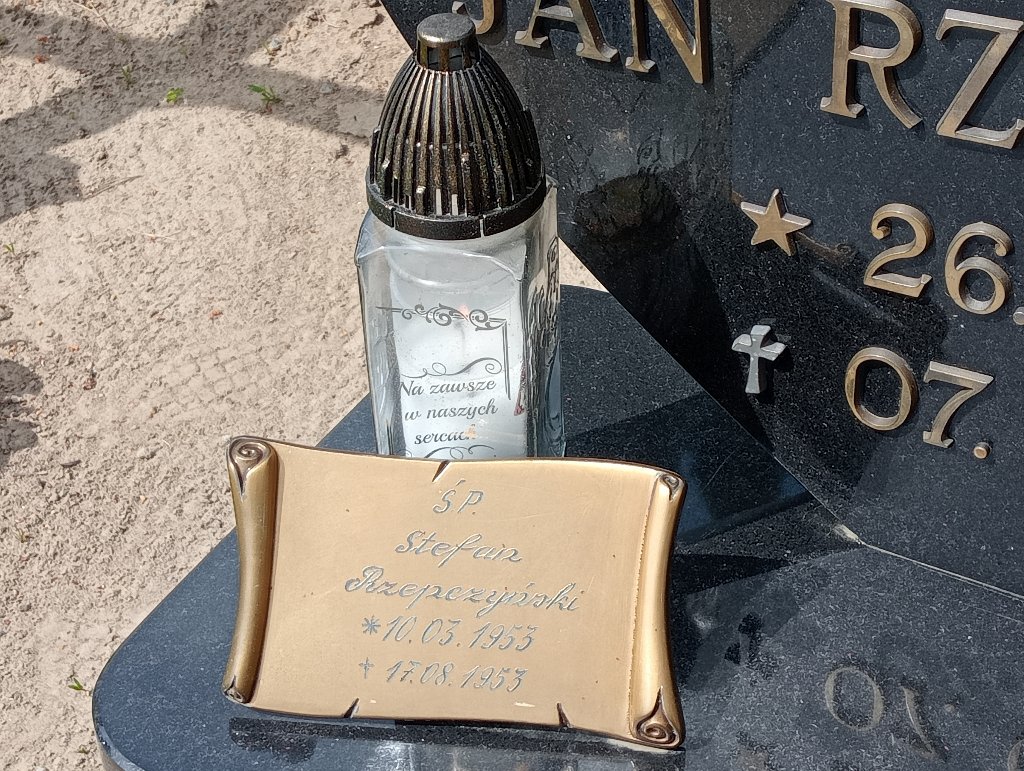 JAN RZ
26.
07.
Na zawsze
w naszych
sercach
Ś.P.
Stefan
Rzepczyński
*10.03.1953
† 17.08.1953